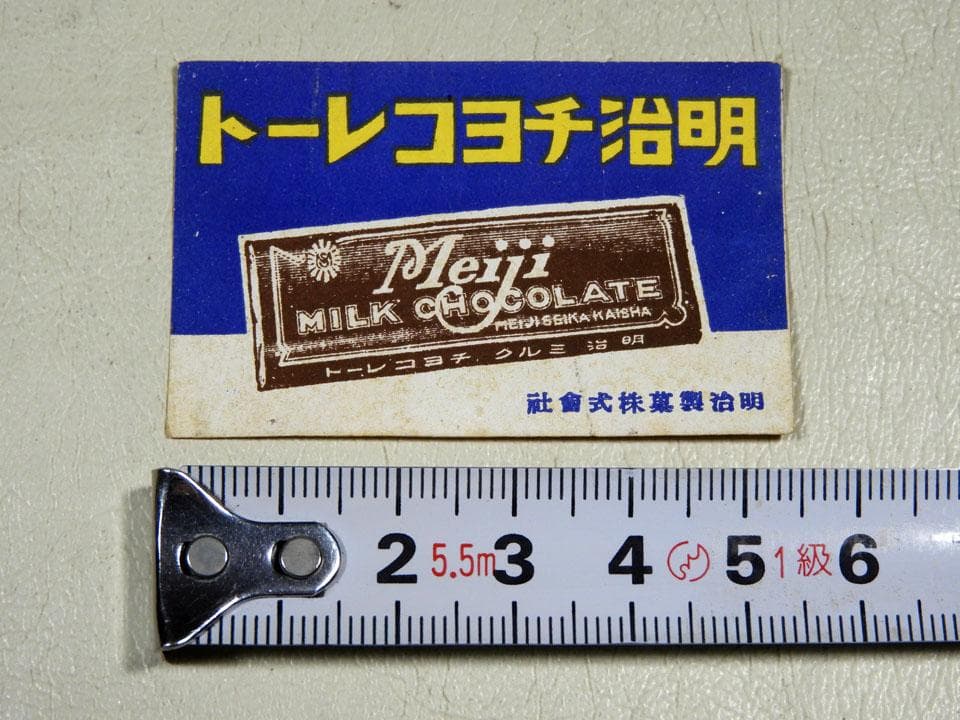 明治チヨコレート
Meiji
MILK CHOCOLATE
MEIJI SEIKA KAISHA
明治ミルクチヨコレート
明治製菓株式會社
2 5.5m 3 4 5 1級 6